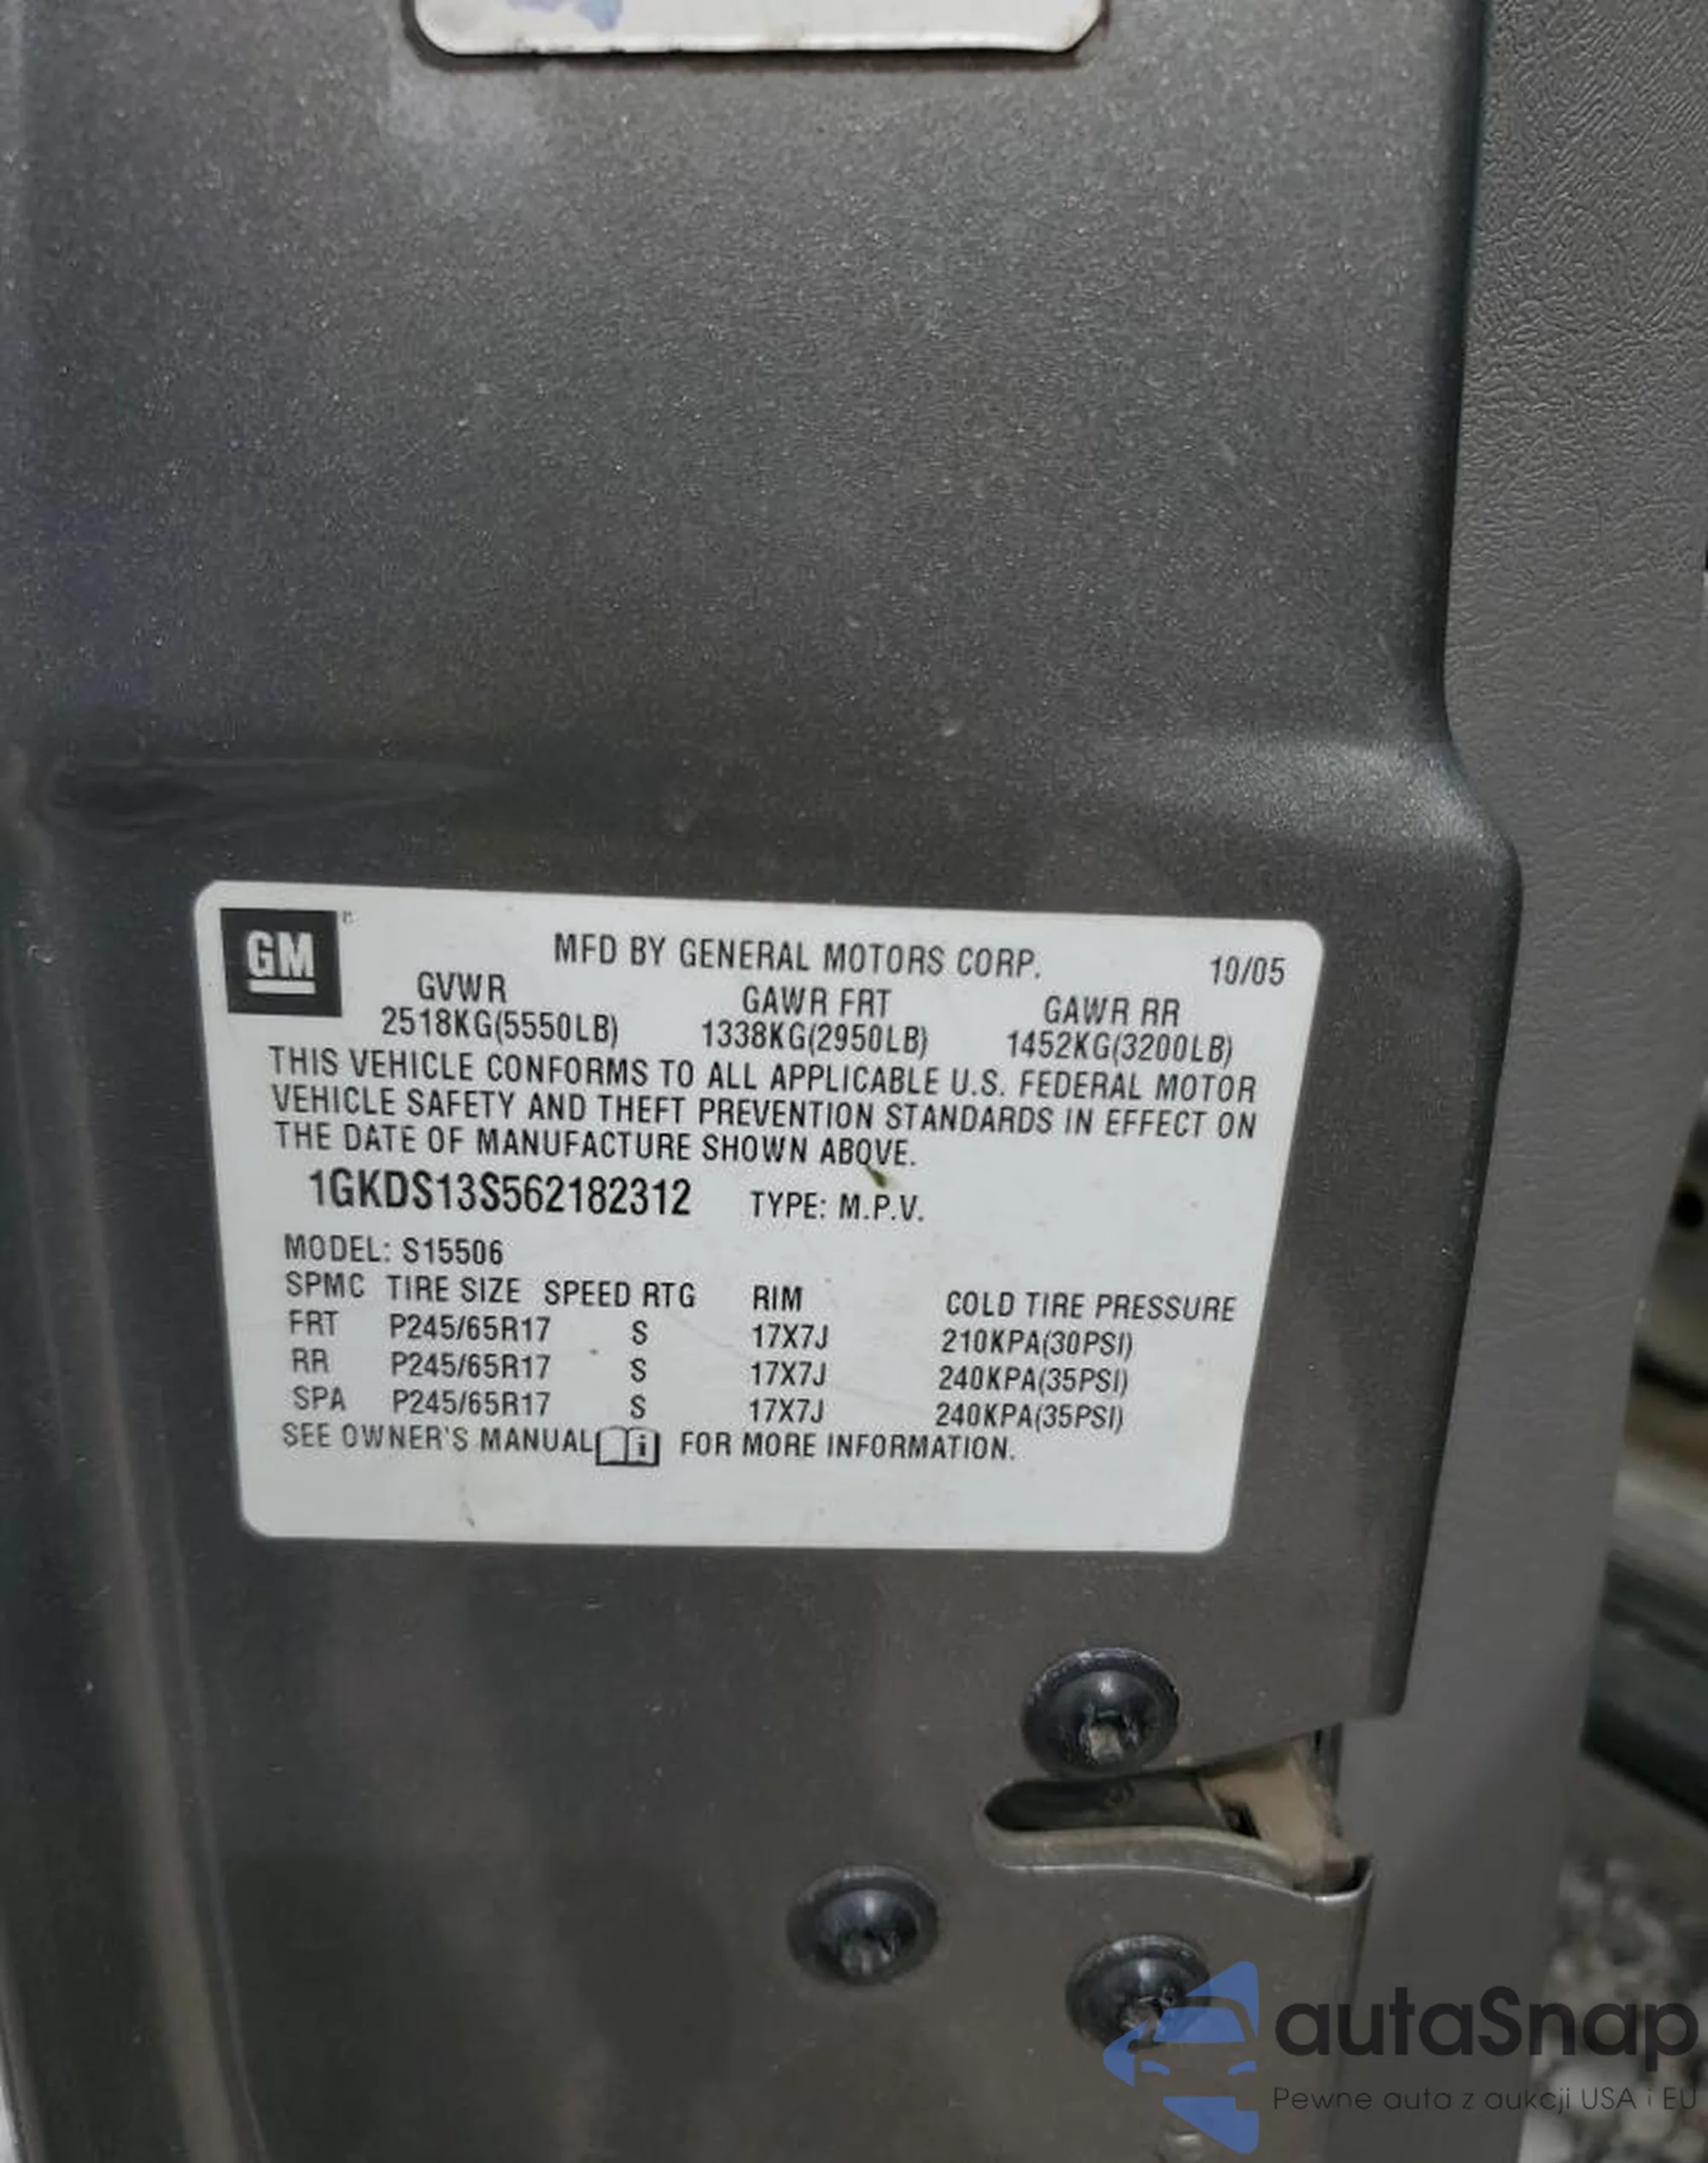 GM
MFD BY GENERAL MOTORS CORP. 10/05
GVWR GAWR FRT GAWR RR
2518KG(5550LB) 1338KG(2950LB) 1452KG(3200LB)
THIS VEHICLE CONFORMS TO ALL APPLICABLE U.S. FEDERAL MOTOR
VEHICLE SAFETY AND THEFT PREVENTION STANDARDS IN EFFECT ON
THE DATE OF MANUFACTURE SHOWN ABOVE.
1GKDS13S562182312 TYPE: M.P.V.
MODEL: S15506
SPMC TIRE SIZE SPEED RTG RIM COLD TIRE PRESSURE
FRT P245/65R17 S 17X7J 210KPA(30PSI)
RR P245/65R17 S 17X7J 240KPA(35PSI)
SPA P245/65R17 S 17X7J 240KPA(35PSI)
SEE OWNER'S MANUAL i FOR MORE INFORMATION.
autaSnap
Pewne auta z aukcji USA i EU